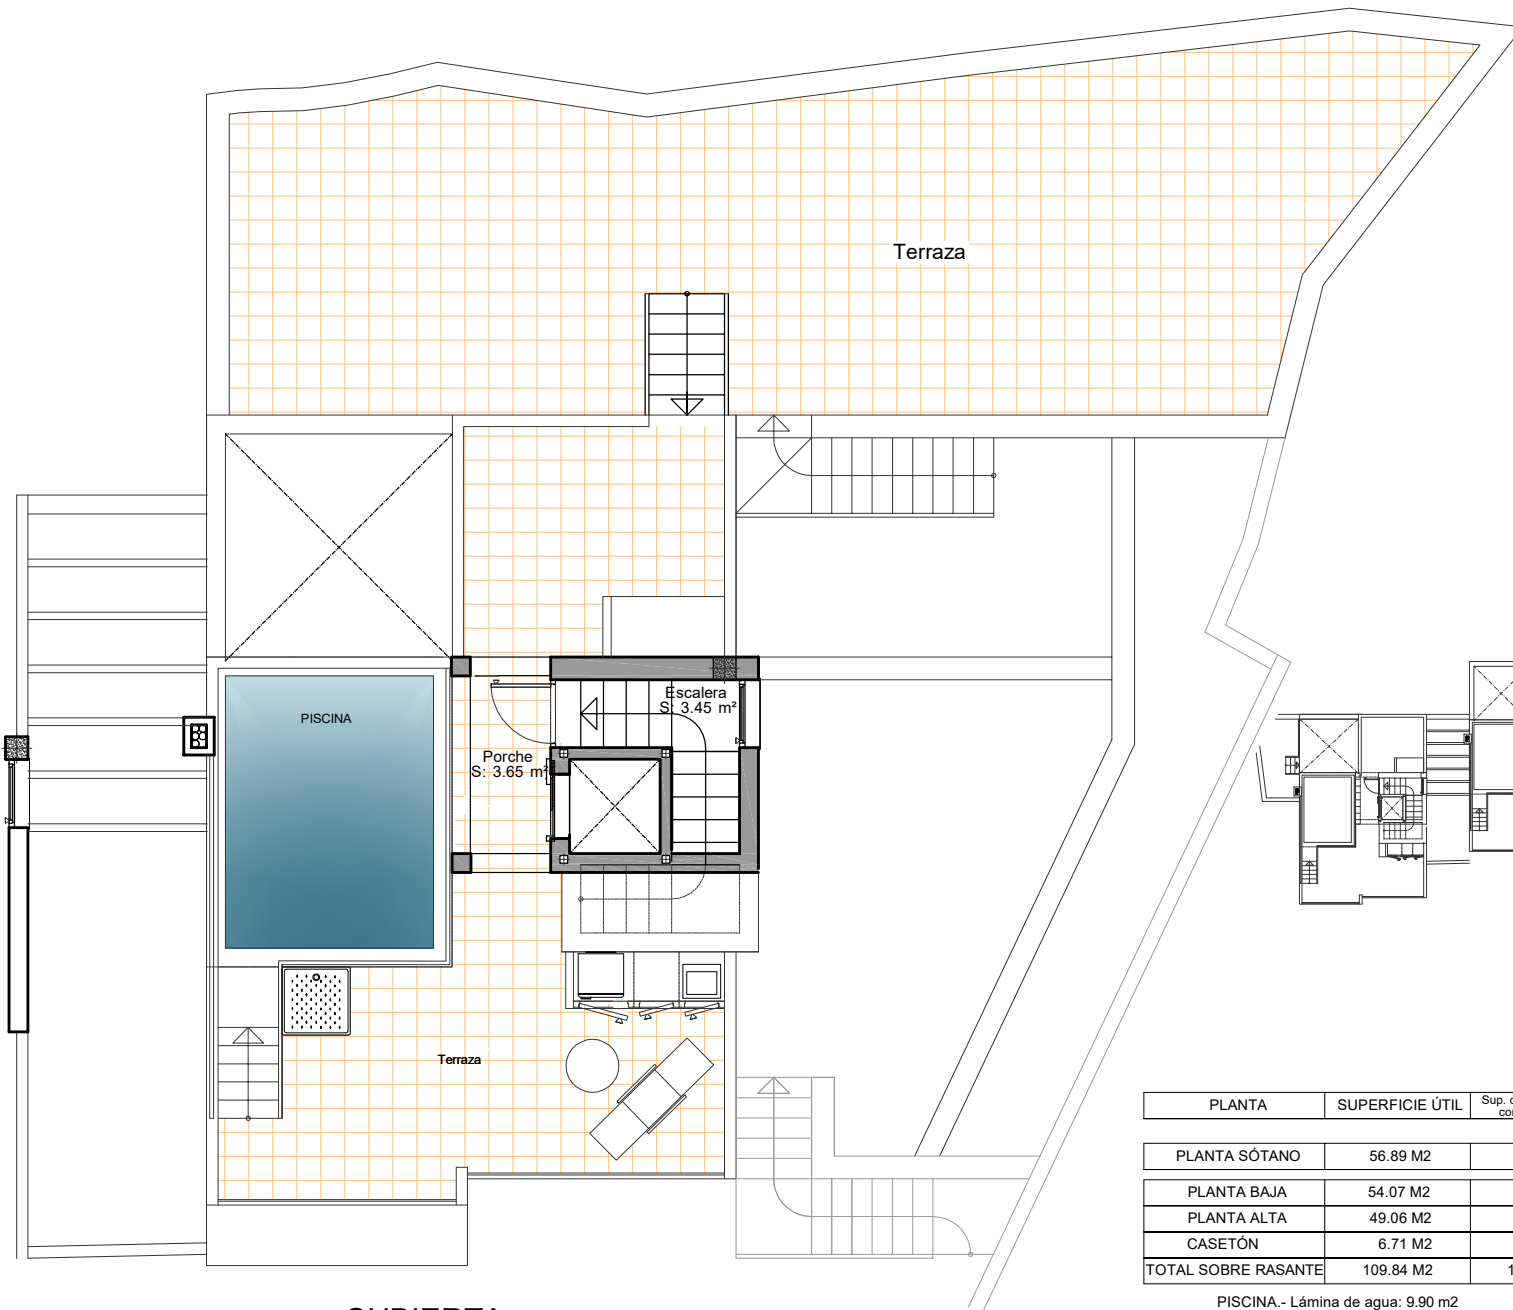 Terraza
PISCINA
Escalera
S: 3.45 m²
Porche
S: 3.65 m²
Terraza
PLANTA SUPERFICIE ÚTIL Sup.
PLANTA SÓTANO 56.89 M2
PLANTA BAJA 54.07 M2
PLANTA ALTA 49.06 M2
CASETÓN 6.71 M2
TOTAL SOBRE RASANTE 109.84 M2 1
PISCINA.- Lámina de agua: 9.90 m2